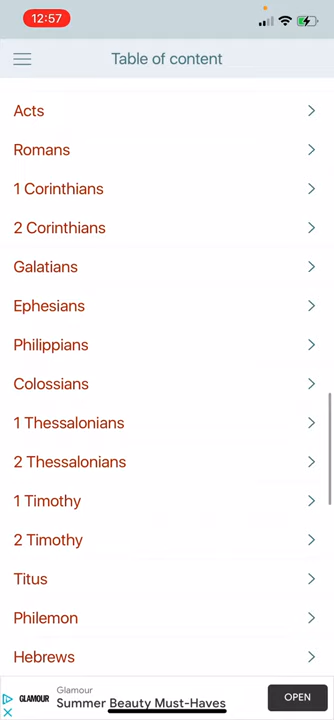 12:57
Table of content
Acts
Romans
1 Corinthians
2 Corinthians
Galatians
Ephesians
Philippians
Colossians
1 Thessalonians
2 Thessalonians
1 Timothy
2 Timothy
Titus
Philemon
Hebrews
GLAMOUR
Glamour
Summer Beauty Must-Haves
OPEN